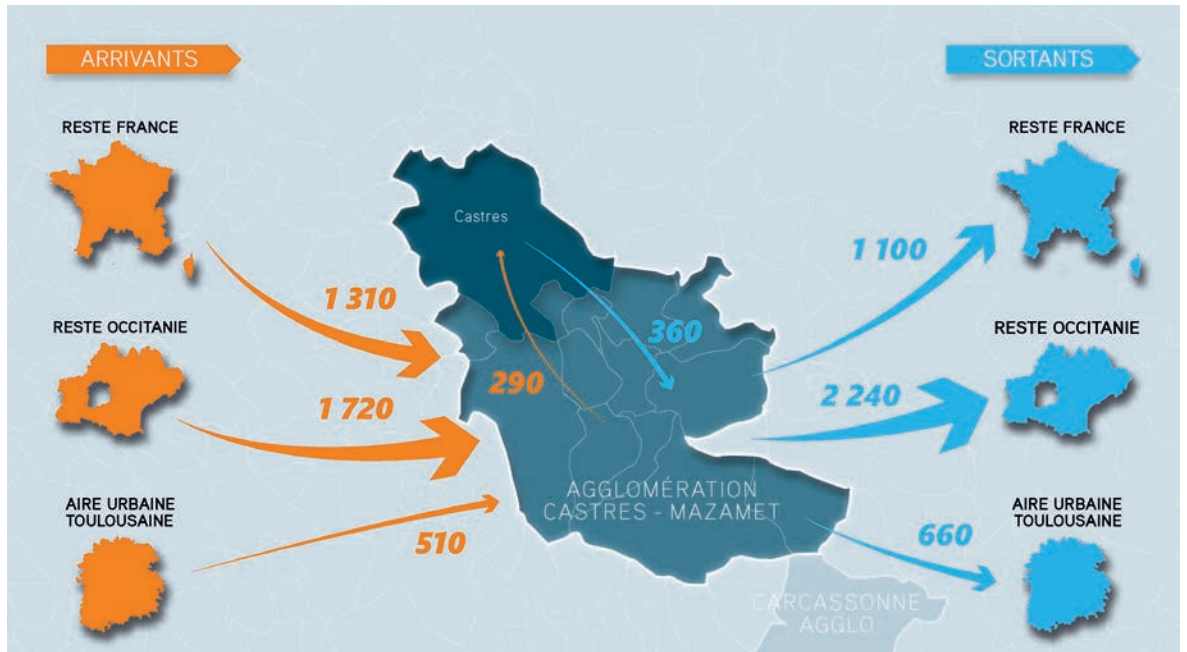 ARRIVANTS
SORTANTS
RESTE FRANCE
RESTE FRANCE
Castres
1 100
1 310
RESTE OCCITANIE
360
RESTE OCCITANIE
290
1 720
2 240
AIRE URBAINE
TOULOUSAINE
AGGLOMÉRATION
CASTRES - MAZAMET
AIRE URBAINE
TOULOUSAINE
510
660
CARCASSONNE
AGGLO